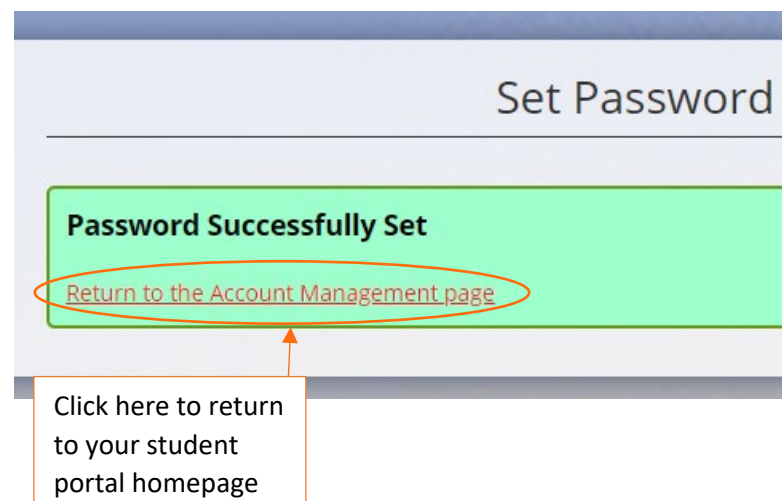 Set Password
Password Successfully Set
Return to the Account Management page
Click here to return
to your student
portal homepage